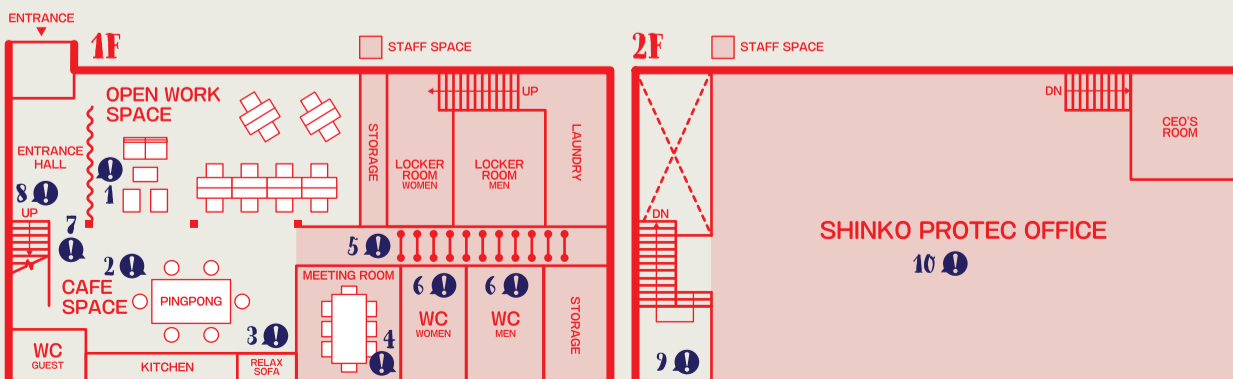 ENTRANCE
1F
STAFF SPACE
OPEN WORK
SPACE
UP
STORAGE
LOCKER
ROOM
WOMEN
LOCKER
ROOM
MEN
LAUNDRY
ENTRANCE
HALL
1
8
UP
7
5
2
CAFE
SPACE
PINGPONG
MEETING ROOM
6
6
WC
WOMEN
WC
MEN
STORAGE
3
4
WC
GUEST
KITCHEN
RELAX
SOFA
2F
STAFF SPACE
DN
CEO'S
ROOM
DN
SHINKO PROTEC OFFICE
10
9